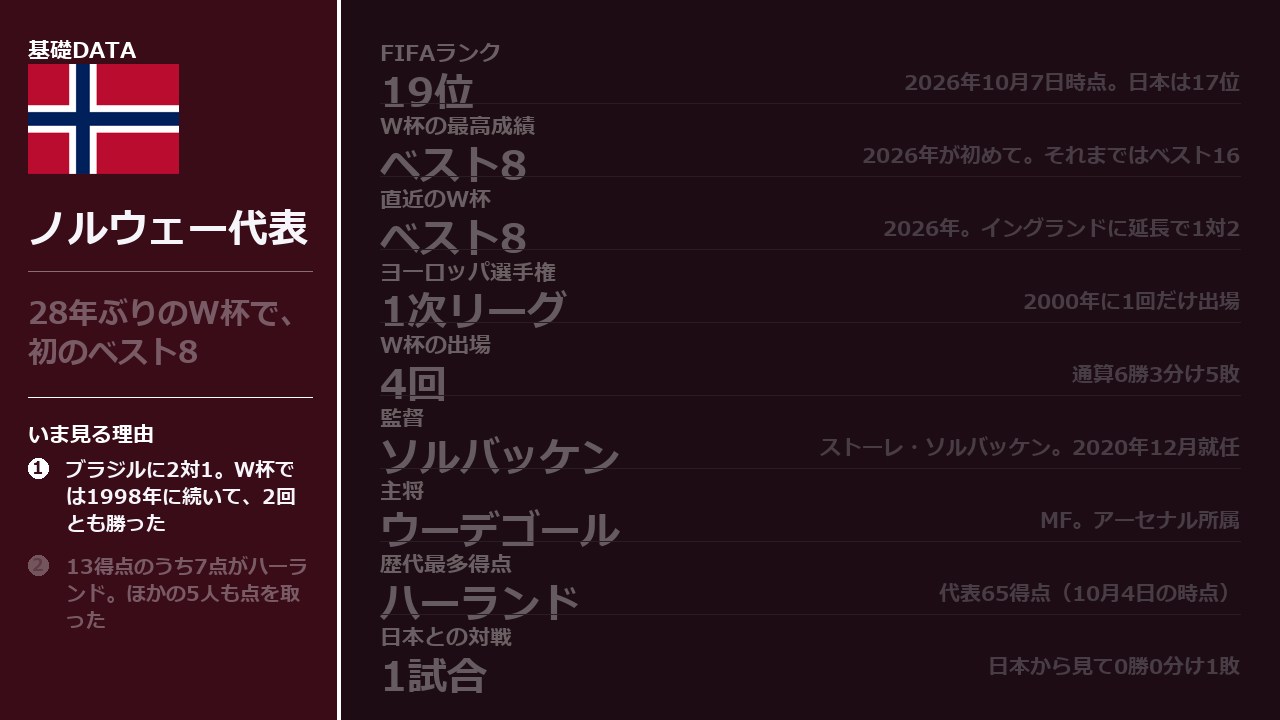 基礎DATA
ノルウェー代表
28年ぶりのW杯で、
初のベスト8
いま見る理由
1 ブラジルに2対1。W杯で
は1998年に続いて、2回
とも勝った
2 13得点のうち7点がハーラ
ンド。ほかの5人も点を取
った
FIFAランク
19位 2026年10月7日時点。日本は17位
W杯の最高成績
ベスト8 2026年が初めて。それまではベスト16
直近のW杯
ベスト8 2026年。イングランドに延長で1対2
ヨーロッパ選手権
1次リーグ 2000年に1回だけ出場
W杯の出場
4回 通算6勝3分け5敗
監督
ソルバッケン ストーレ・ソルバッケン。2020年12月就任
主将
ウーデゴール MF。アーセナル所属
歴代最多得点
ハーランド 代表65得点（10月4日の時点）
日本との対戦
1試合 日本から見て0勝0分け1敗